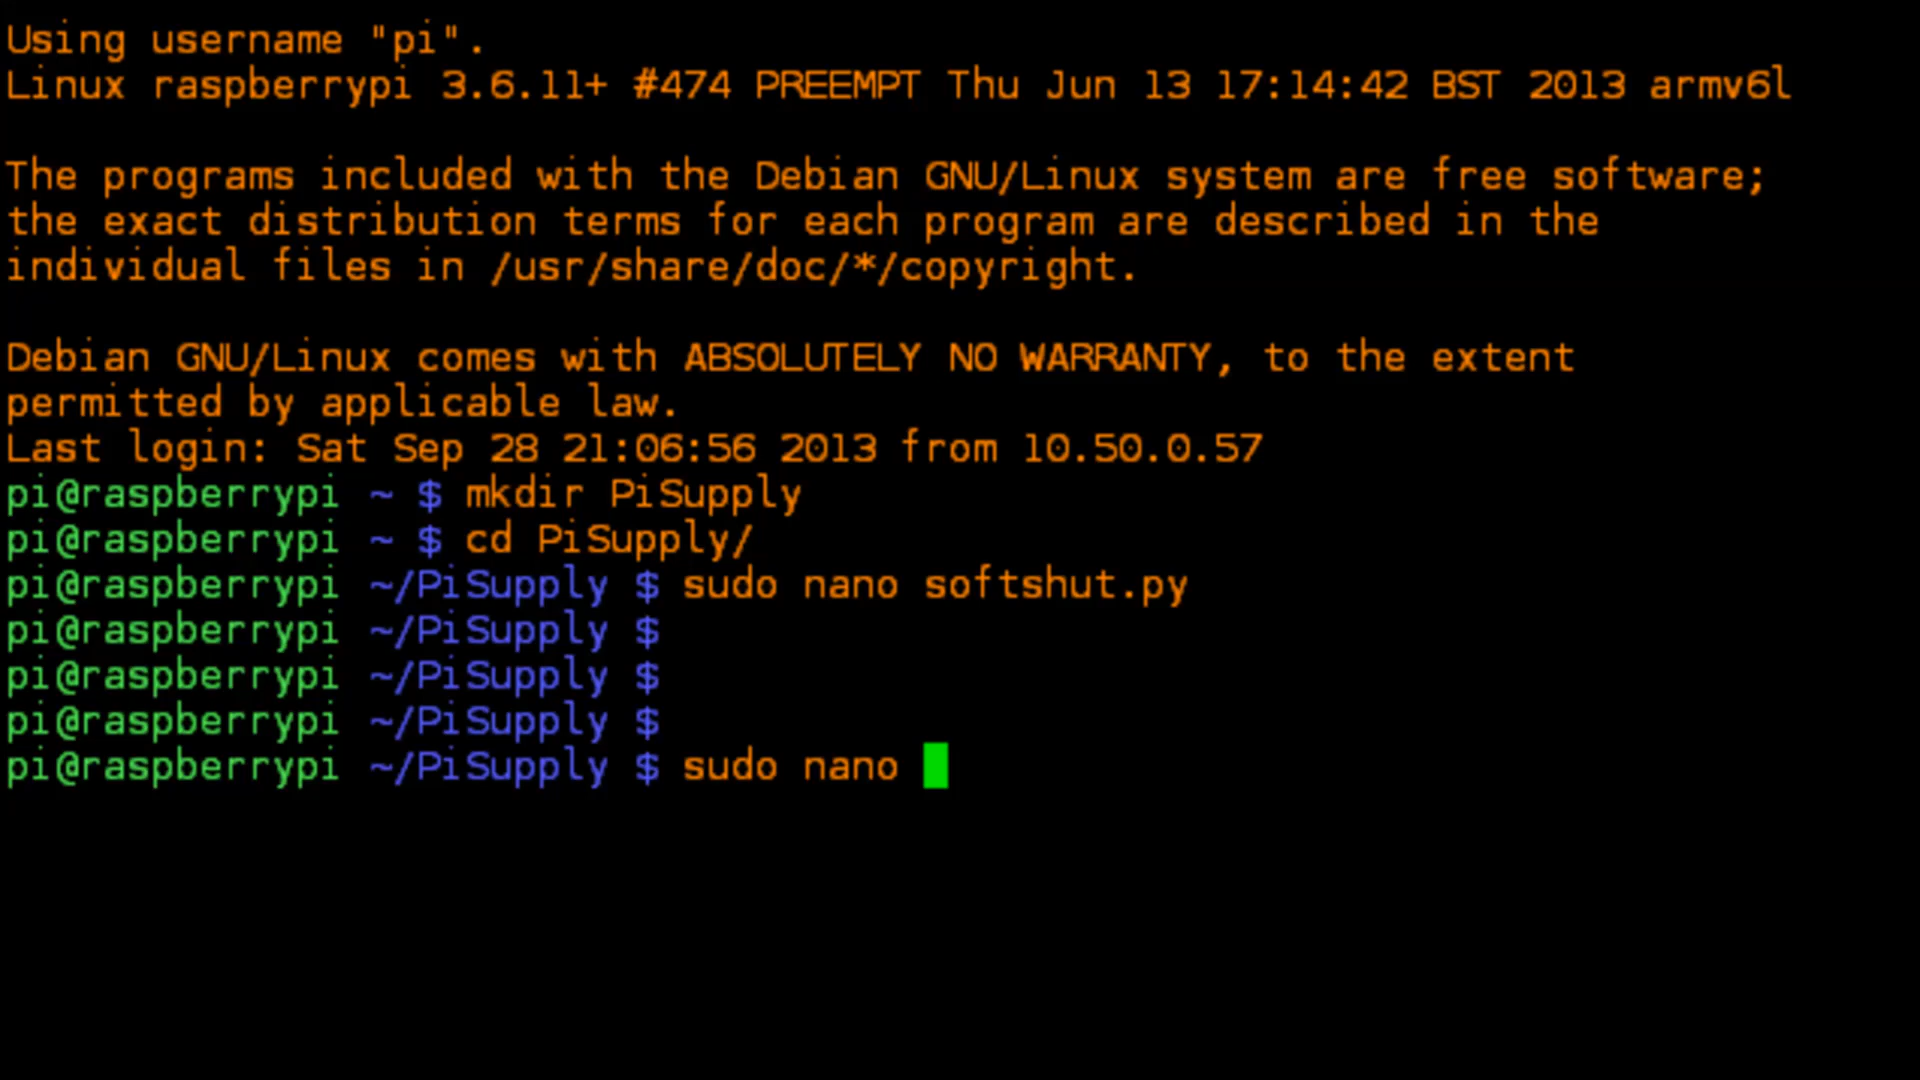 Using username "pi".
Linux raspberrypi 3.6.11+ #474 PREEMPT Thu Jun 13 17:14:42 BST 2013 armv6l
The programs included with the Debian GNU/Linux system are free software;
the exact distribution terms for each program are described in the
individual files in /usr/share/doc/*/copyright.
Debian GNU/Linux comes with ABSOLUTELY NO WARRANTY, to the extent
permitted by applicable law.
Last login: Sat Sep 28 21:06:56 2013 from 10.50.0.57
pi@raspberrypi ~ $ mkdir PiSupply
pi@raspberrypi ~ $ cd PiSupply/
pi@raspberrypi ~/PiSupply $ sudo nano softshut.py
pi@raspberrypi ~/PiSupply $
pi@raspberrypi ~/PiSupply $
pi@raspberrypi ~/PiSupply $
pi@raspberrypi ~/PiSupply $ sudo nano